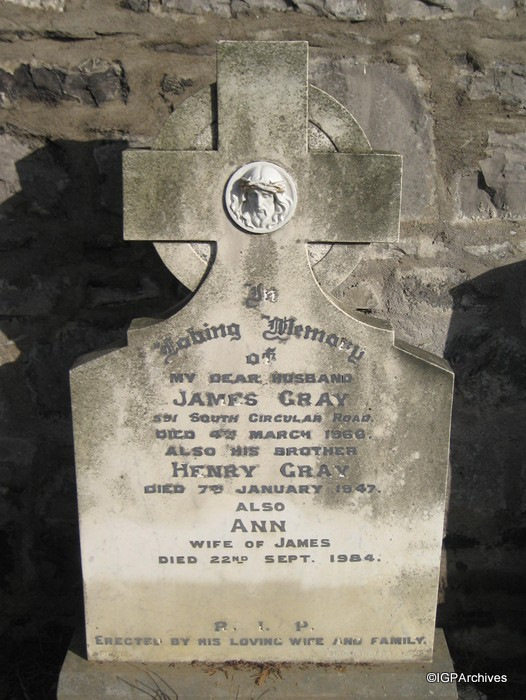 In
Loving Memory
of
MY DEAR HUSBAND
JAMES GRAY
591 SOUTH CIRCULAR ROAD.
DIED 4TH MARCH 1960.
ALSO HIS BROTHER
HENRY GRAY
DIED 7TH JANUARY 1947.
ALSO
ANN
WIFE OF JAMES
DIED 22ND SEPT. 1984.
R. I. P.
ERECTED BY HIS LOVING WIFE AND FAMILY.
©IGPArchives